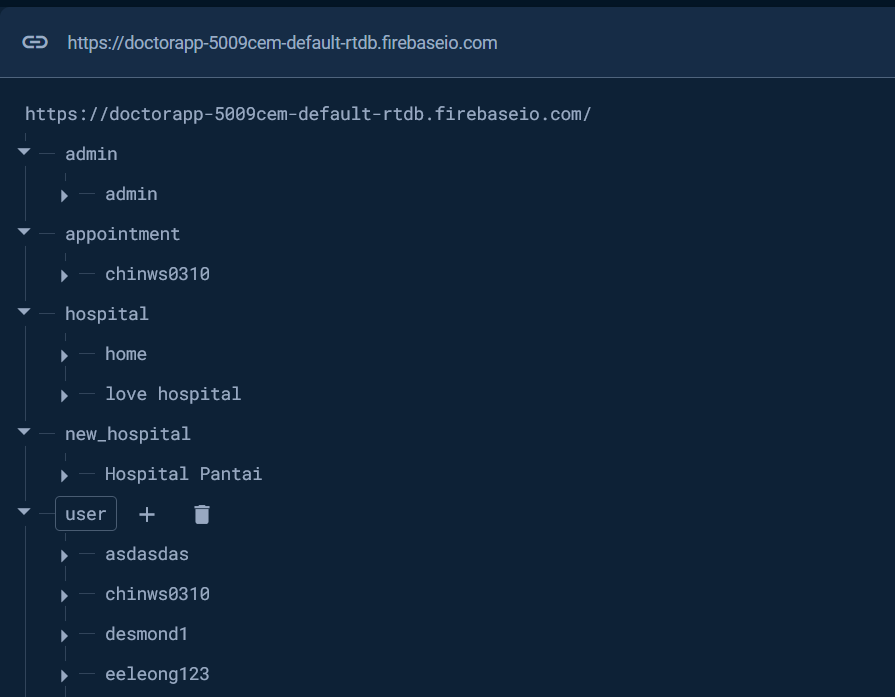 https://doctorapp-5009cem-default-rtdb.firebaseio.com
https://doctorapp-5009cem-default-rtdb.firebaseio.com/
admin
admin
appointment
chinws0310
hospital
home
love hospital
new_hospital
Hospital Pantai
user
asdasdas
chinws0310
desmond1
eeleong123